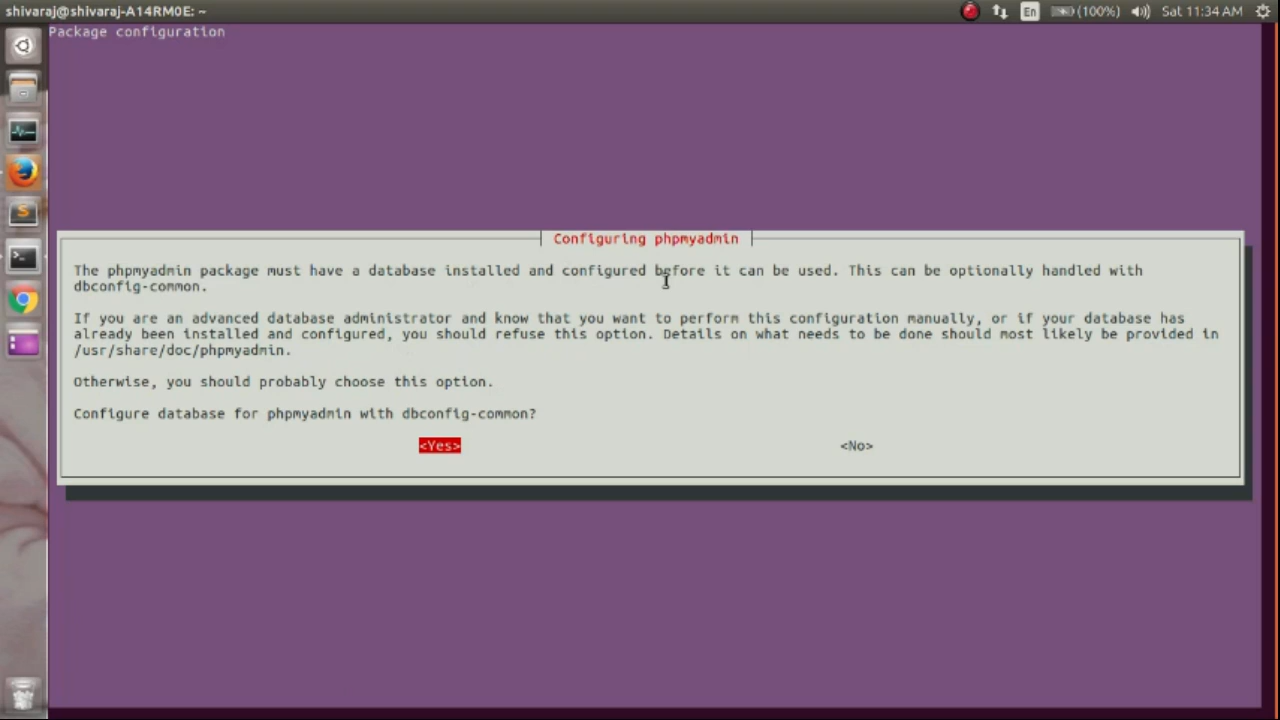 shivaraj@shivaraj-A14RM0E: ~
En (100%) Sat 11:34 AM
Package configuration
Configuring phpmyadmin
The phpmyadmin package must have a database installed and configured before it can be used. This can be optionally handled with
dbconfig-common.
If you are an advanced database administrator and know that you want to perform this configuration manually, or if your database has
already been installed and configured, you should refuse this option. Details on what needs to be done should most likely be provided in
/usr/share/doc/phpmyadmin.
Otherwise, you should probably choose this option.
Configure database for phpmyadmin with dbconfig-common?
<Yes> <No>